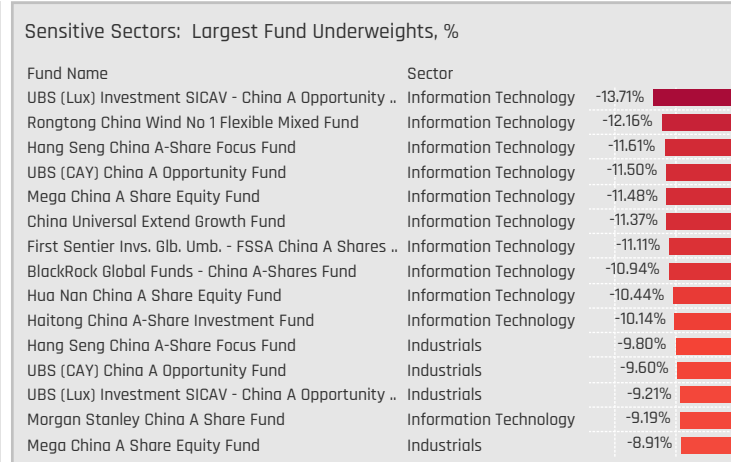 Sensitive Sectors: Largest Fund Underweights, %
Fund Name Sector
UBS (Lux) Investment SICAV - China A Opportunity .. Information Technology -13.71%
Rongtong China Wind No 1 Flexible Mixed Fund Information Technology -12.16%
Hang Seng China A-Share Focus Fund Information Technology -11.61%
UBS (CAY) China A Opportunity Fund Information Technology -11.50%
Mega China A Share Equity Fund Information Technology -11.48%
China Universal Extend Growth Fund Information Technology -11.37%
First Sentier Invs. Glb. Umb. - FSSA China A Shares .. Information Technology -11.11%
BlackRock Global Funds - China A-Shares Fund Information Technology -10.94%
Hua Nan China A Share Equity Fund Information Technology -10.44%
Haitong China A-Share Investment Fund Information Technology -10.14%
Hang Seng China A-Share Focus Fund Industrials -9.80%
UBS (CAY) China A Opportunity Fund Industrials -9.60%
UBS (Lux) Investment SICAV - China A Opportunity .. Industrials -9.21%
Morgan Stanley China A Share Fund Information Technology -9.19%
Mega China A Share Equity Fund Industrials -8.91%